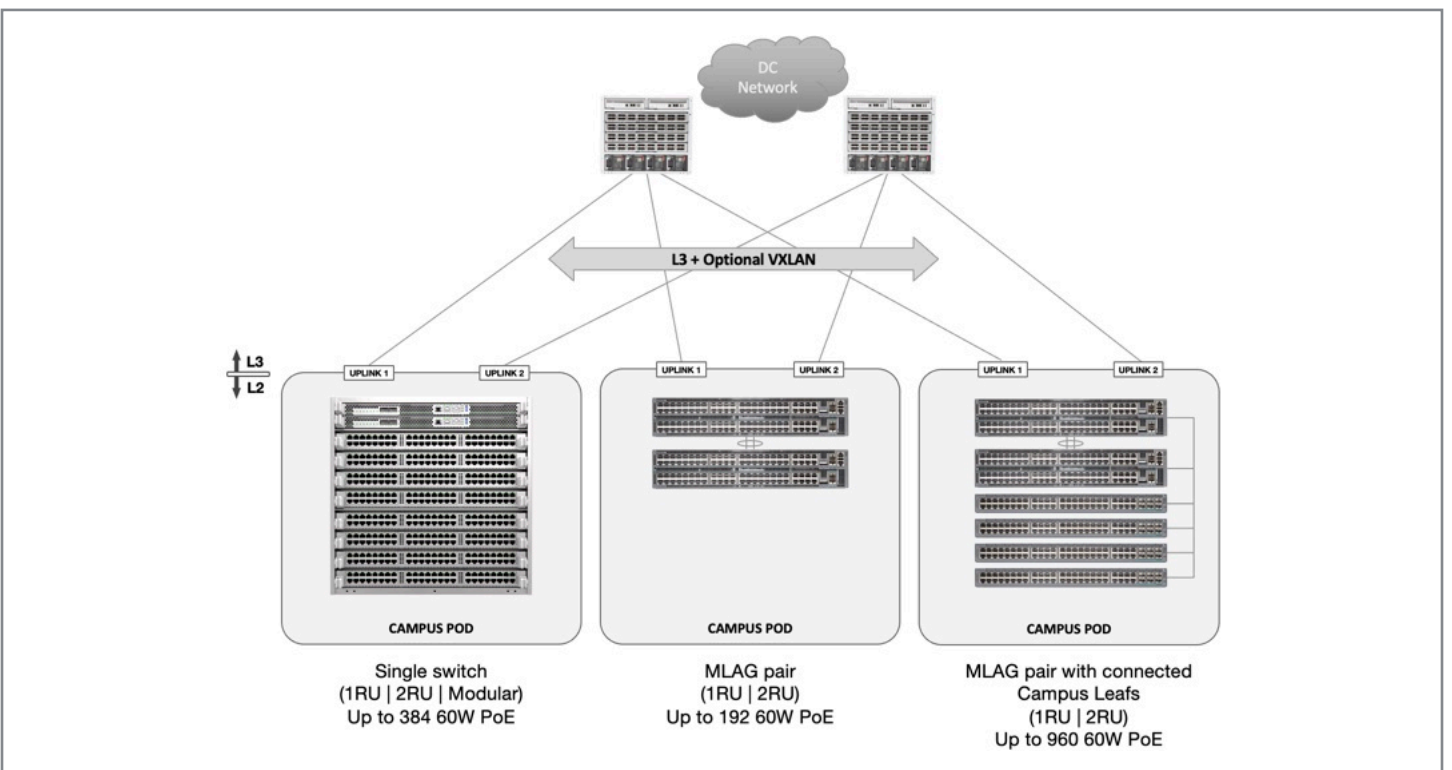 DC
Network
L3 + Optional VXLAN
L3
L2
UPLINK 1
UPLINK 2
UPLINK 1
UPLINK 2
UPLINK 1
UPLINK 2
CAMPUS POD
CAMPUS POD
CAMPUS POD
Single switch
(1RU | 2RU | Modular)
Up to 384 60W PoE
MLAG pair
(1RU | 2RU)
Up to 192 60W PoE
MLAG pair with connected
Campus Leafs
(1RU | 2RU)
Up to 960 60W PoE